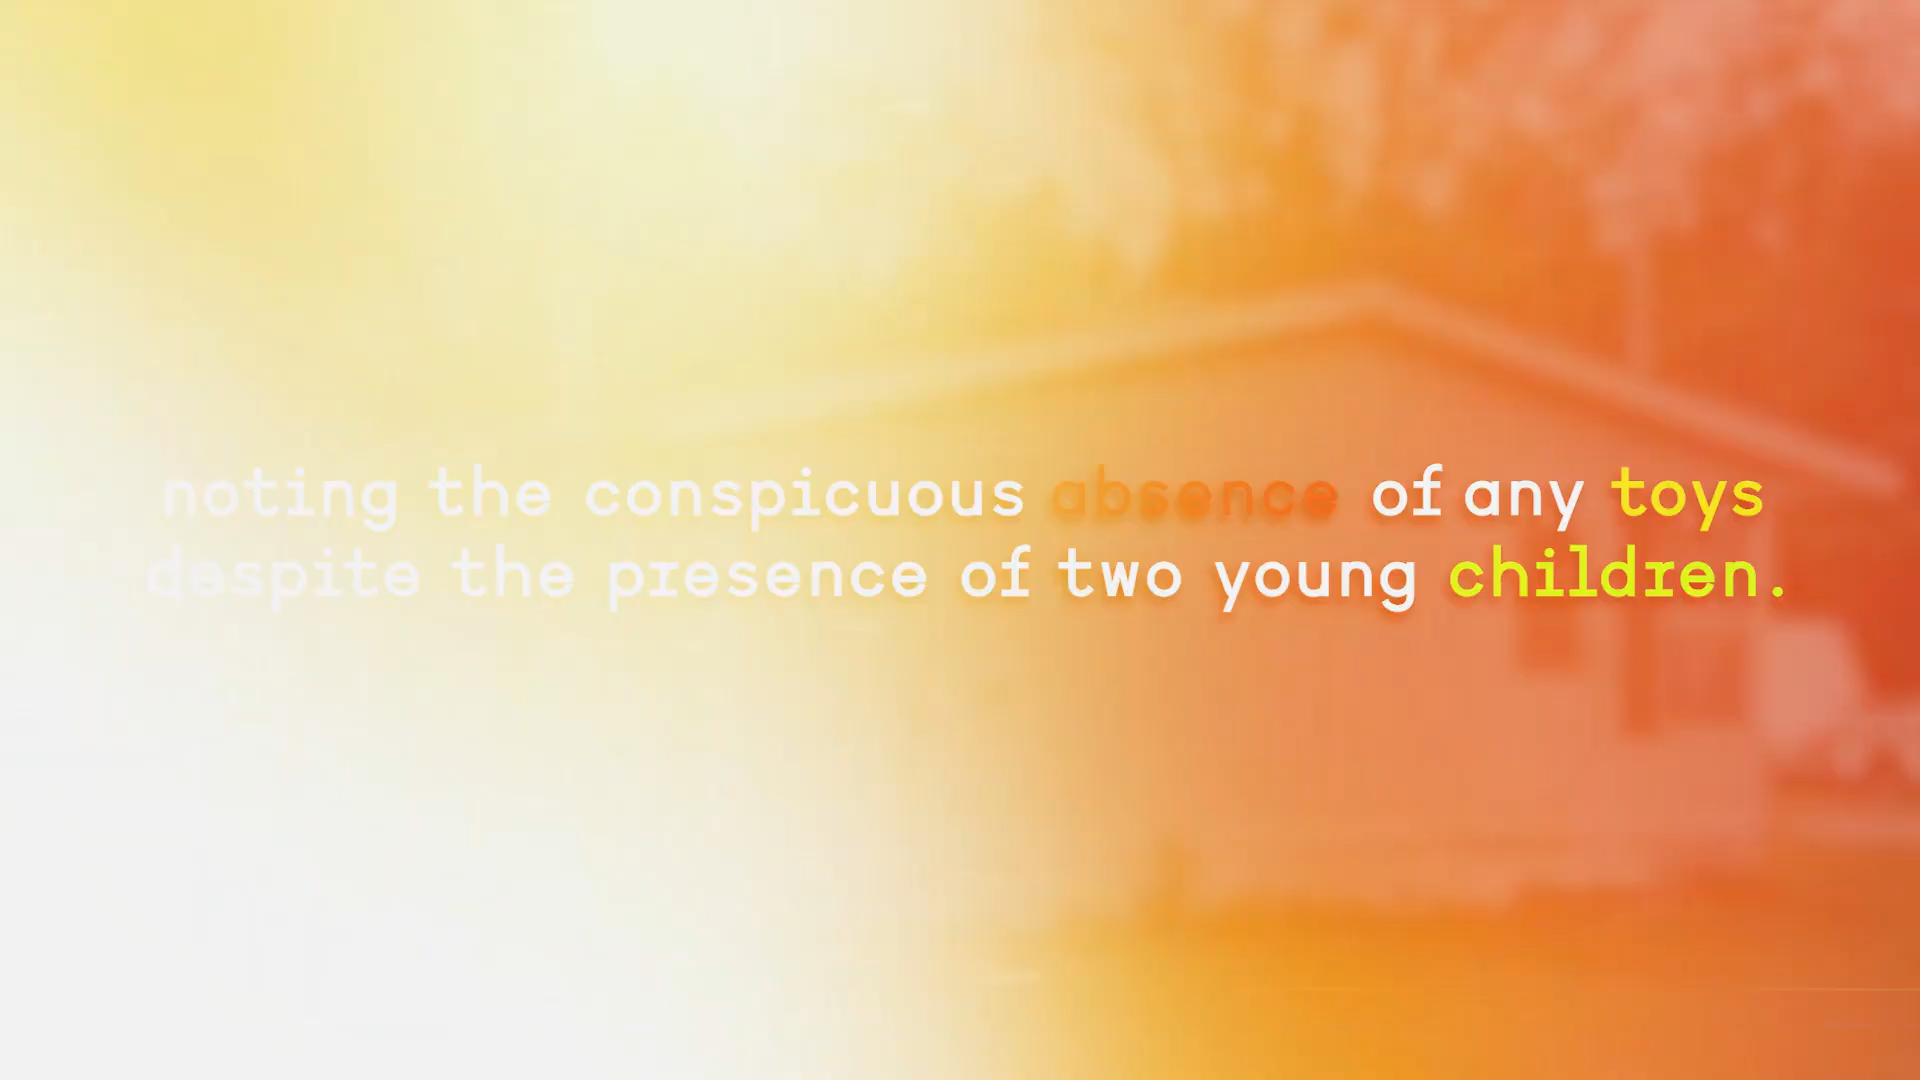 noting the conspicuous absence of any toys
despite the presence of two young children.